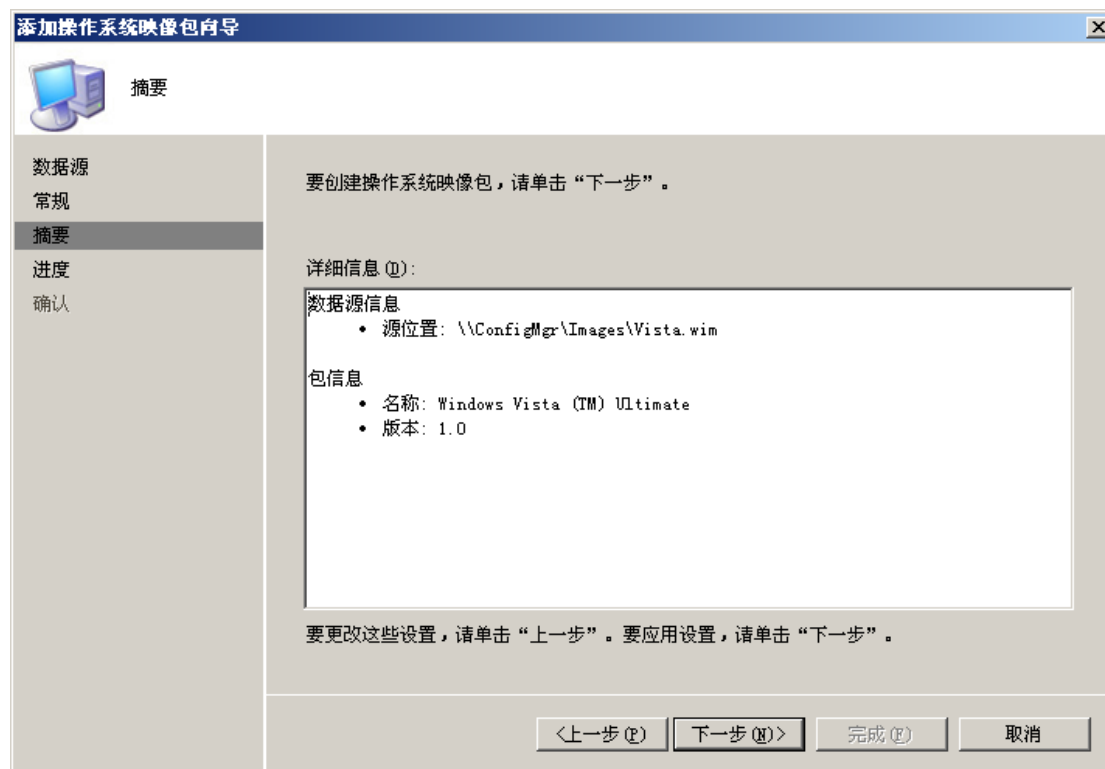 添加操作系统映像包向导
摘要
数据源
常规
摘要
进度
确认
要创建操作系统映像包，请单击“下一步”。
详细信息(D):
数据源信息
• 源位置: \\ConfigMgr\Images\Vista.wim
包信息
• 名称: Windows Vista (TM) Ultimate
• 版本: 1.0
要更改这些设置，请单击“上一步”。要应用设置，请单击“下一步”。
<上一步(P) 下一步(N)> 完成(F) 取消